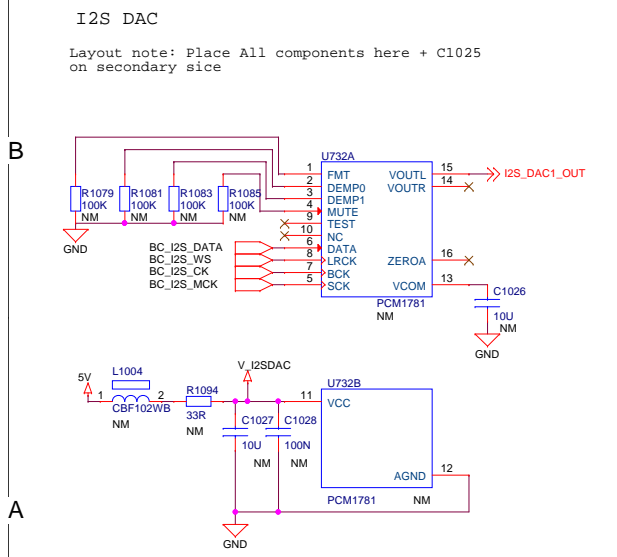 I2S DAC
Layout note: Place All components here + C1025
on secondary sice
B
U732A
1 FMT VOUTL 15 I2S_DAC1_OUT
2 DEMP0 VOUTR 14
3 DEMP1
4 MUTE
9 TEST
10 NC
6 DATA
8 LRCK ZEROA 16
7 BCK
5 SCK VCOM 13
PCM1781
NM
R1079 R1081 R1083 R1085
100K 100K 100K 100K
NM NM NM NM
GND
BC_I2S_DATA
BC_I2S_WS
BC_I2S_CK
BC_I2S_MCK
C1026
10U
NM
GND
5V
L1004
1 2
CBF102WB
NM
R1094
33R
NM
V_I2SDAC
C1027 C1028
10U 100N
NM NM
U732B
11 VCC
AGND 12
PCM1781 NM
A
GND